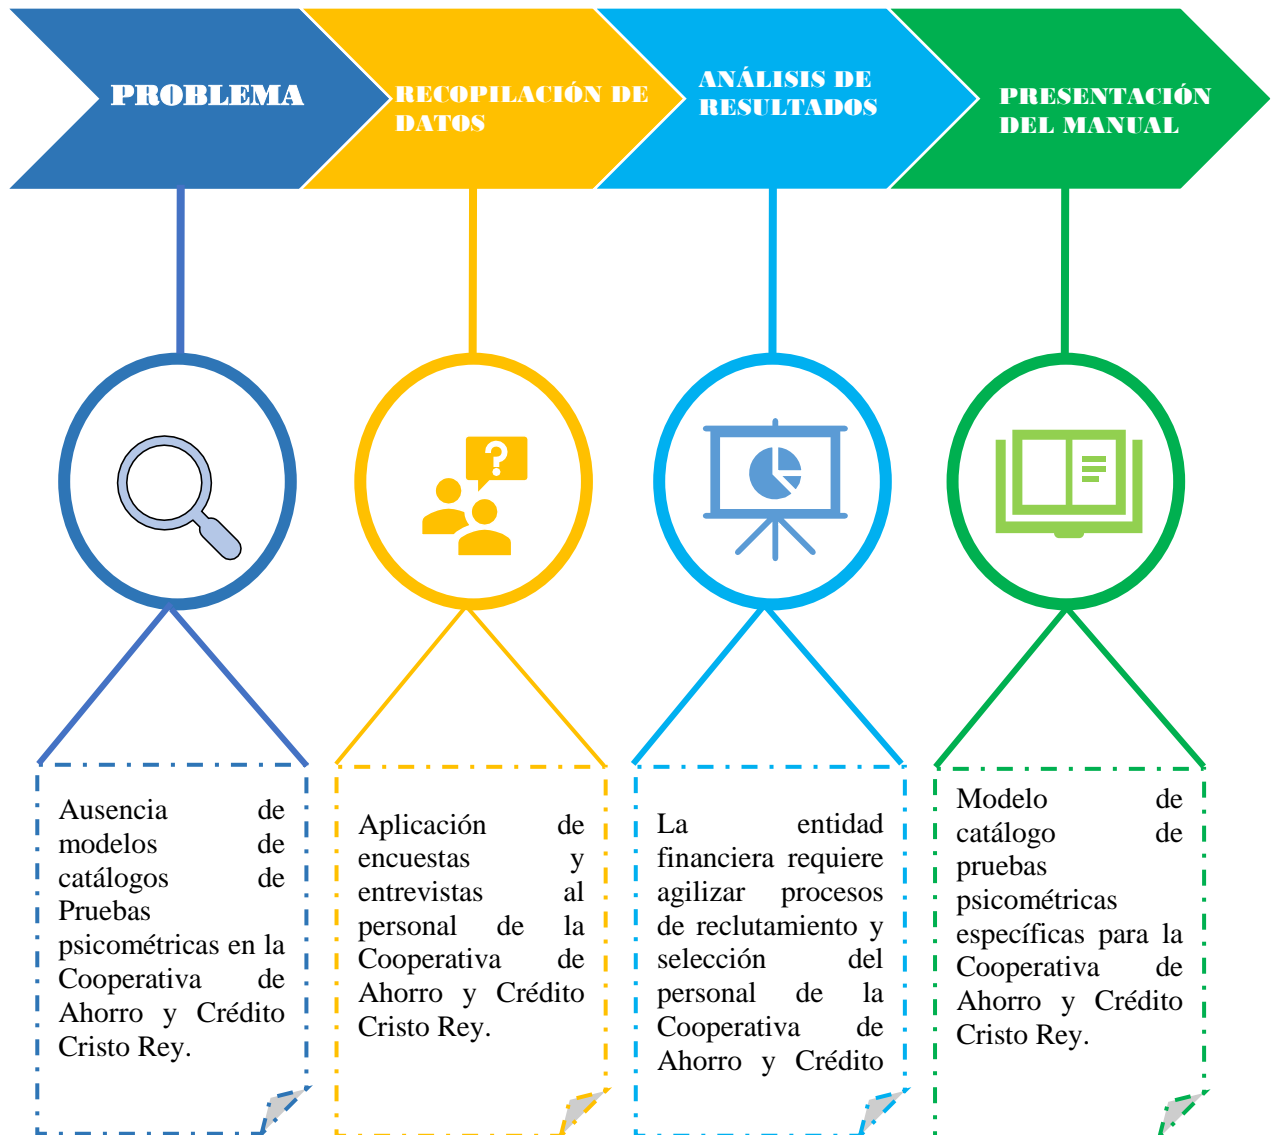 PROBLEMA
RECOPILACIÓN DE
DATOS
ANÁLISIS DE
RESULTADOS
PRESENTACIÓN
DEL MANUAL
?
Ausencia de
modelos de
catálogos de
Pruebas
psicométricas en la
Cooperativa de
Ahorro y Crédito
Cristo Rey.
Aplicación de
encuestas y
entrevistas al
personal de la
Cooperativa de
Ahorro y Crédito
Cristo Rey.
La entidad
financiera requiere
agilizar procesos
de reclutamiento y
selección del
personal de la
Cooperativa de
Ahorro y Crédito
Modelo de
catálogo de
pruebas
psicométricas
específicas para la
Cooperativa de
Ahorro y Crédito
Cristo Rey.